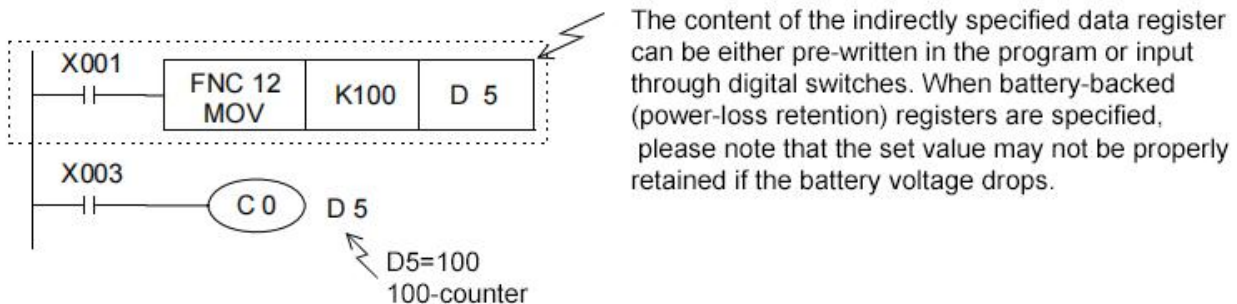 The content of the indirectly specified data register
can be either pre-written in the program or input
through digital switches. When battery-backed
(power-loss retention) registers are specified,
please note that the set value may not be properly
retained if the battery voltage drops.
X001
FNC 12
MOV
K100
D 5
X003
C 0
D 5
D5=100
100-counter